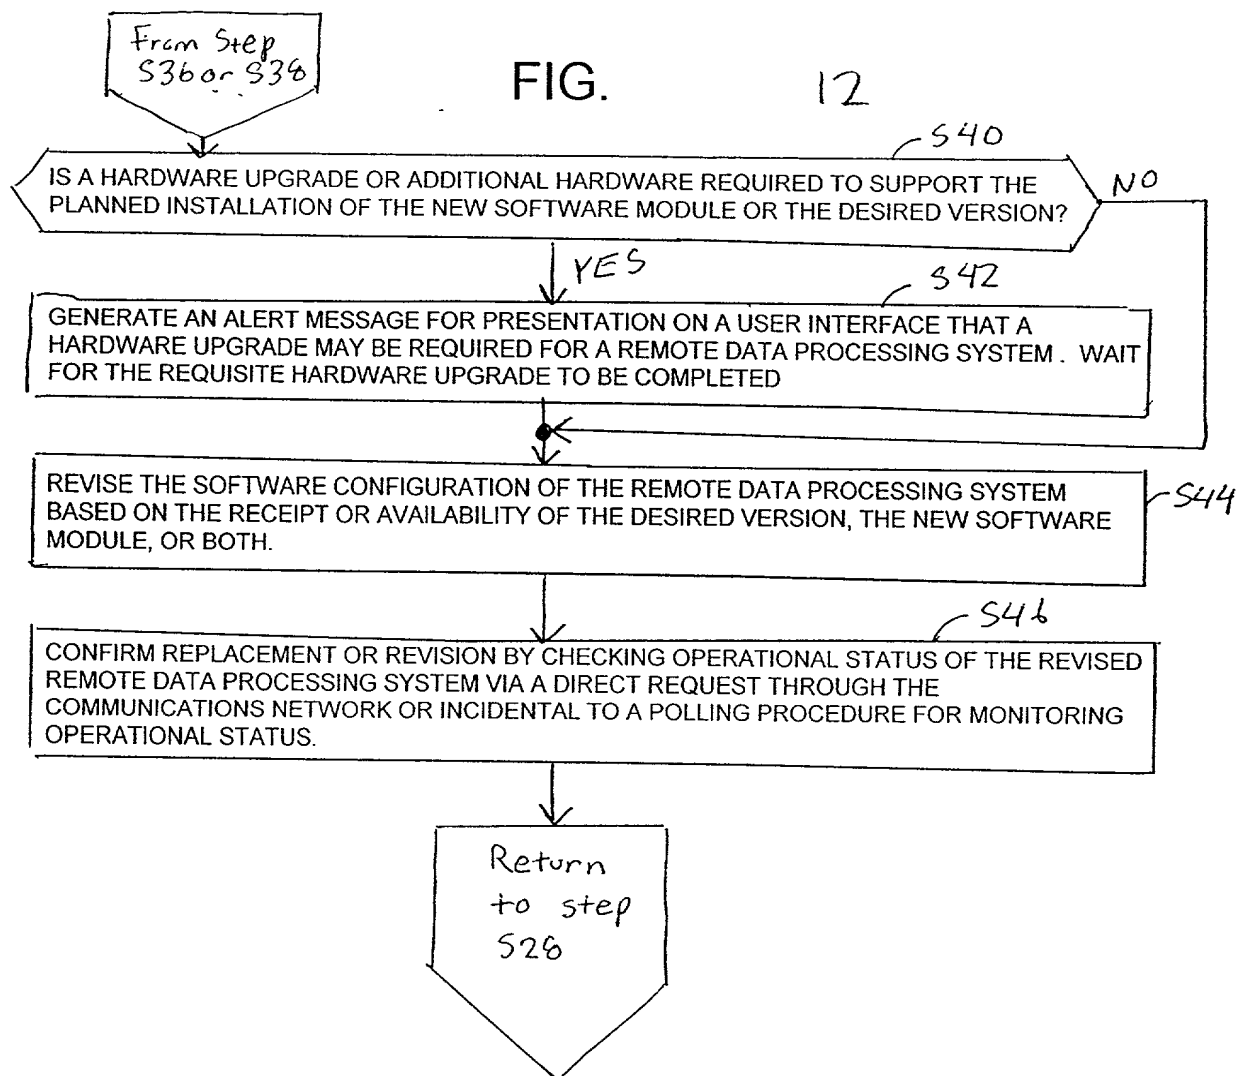 From Step
S36 or S38
FIG. 12
S40
IS A HARDWARE UPGRADE OR ADDITIONAL HARDWARE REQUIRED TO SUPPORT THE
PLANNED INSTALLATION OF THE NEW SOFTWARE MODULE OR THE DESIRED VERSION?
NO
YES
S42
GENERATE AN ALERT MESSAGE FOR PRESENTATION ON A USER INTERFACE THAT A
HARDWARE UPGRADE MAY BE REQUIRED FOR A REMOTE DATA PROCESSING SYSTEM . WAIT
FOR THE REQUISITE HARDWARE UPGRADE TO BE COMPLETED
REVISE THE SOFTWARE CONFIGURATION OF THE REMOTE DATA PROCESSING SYSTEM
BASED ON THE RECEIPT OR AVAILABILITY OF THE DESIRED VERSION, THE NEW SOFTWARE
MODULE, OR BOTH.
S44
S46
CONFIRM REPLACEMENT OR REVISION BY CHECKING OPERATIONAL STATUS OF THE REVISED
REMOTE DATA PROCESSING SYSTEM VIA A DIRECT REQUEST THROUGH THE
COMMUNICATIONS NETWORK OR INCIDENTAL TO A POLLING PROCEDURE FOR MONITORING
OPERATIONAL STATUS.
Return
to step
S28